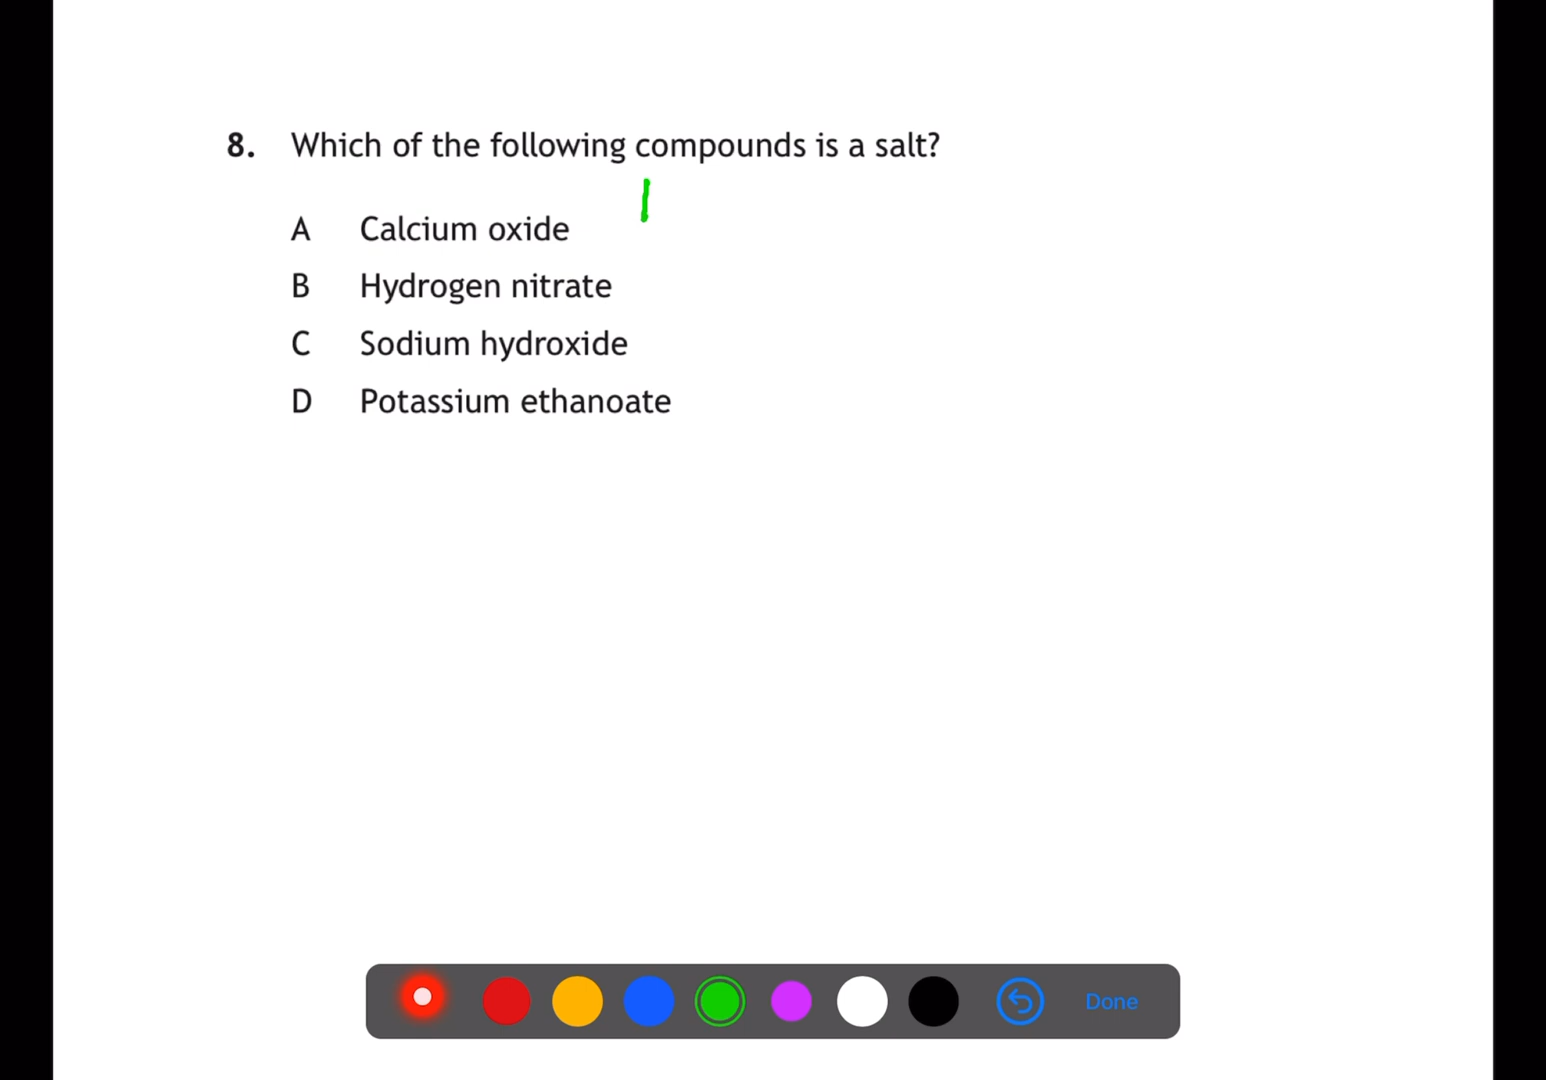 8. Which of the following compounds is a salt?
A Calcium oxide
B Hydrogen nitrate
C Sodium hydroxide
D Potassium ethanoate
Done